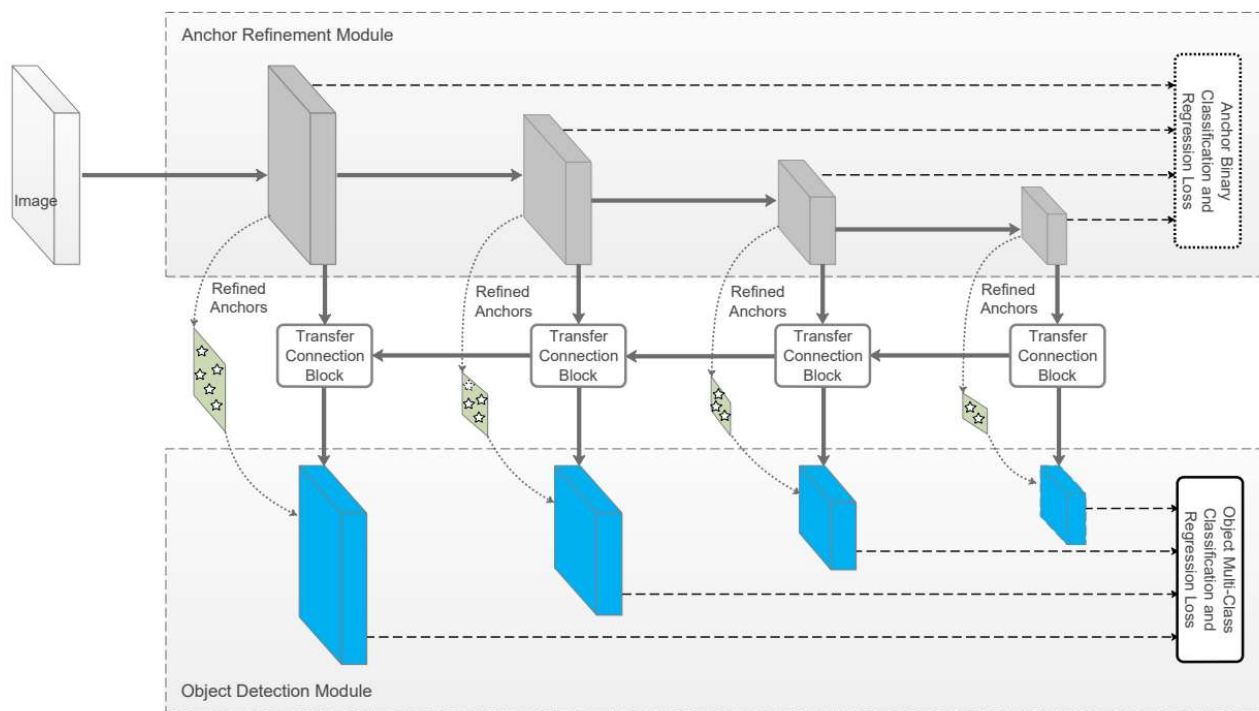 Anchor Refinement Module
Image
Anchor Binary
Classification and
Regression Loss
Refined
Anchors
Refined
Anchors
Refined
Anchors
Refined
Anchors
Transfer
Connection
Block
Transfer
Connection
Block
Transfer
Connection
Block
Transfer
Connection
Block
Object Multi-Class
Classification and
Regression Loss
Object Detection Module